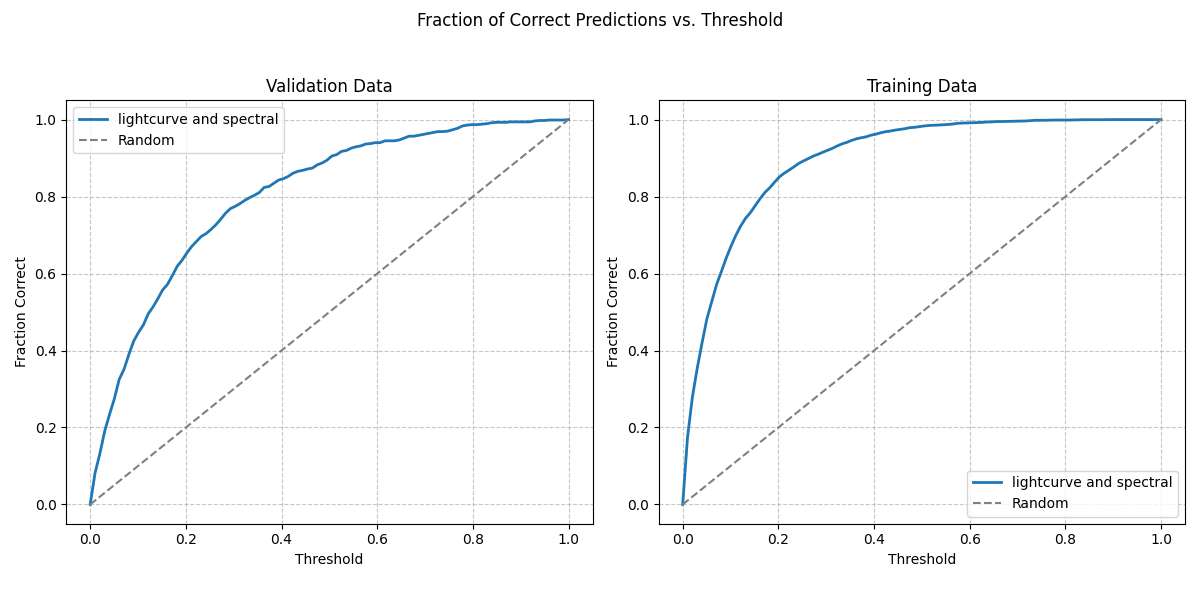 Fraction of Correct Predictions vs. Threshold
Validation Data
1.0
0.8
0.6
0.4
0.2
0.0
Fraction Correct
lightcurve and spectral
Random
0.0 0.2 0.4 0.6 0.8 1.0
Threshold
Training Data
1.0
0.8
0.6
0.4
0.2
0.0
Fraction Correct
lightcurve and spectral
Random
0.0 0.2 0.4 0.6 0.8 1.0
Threshold